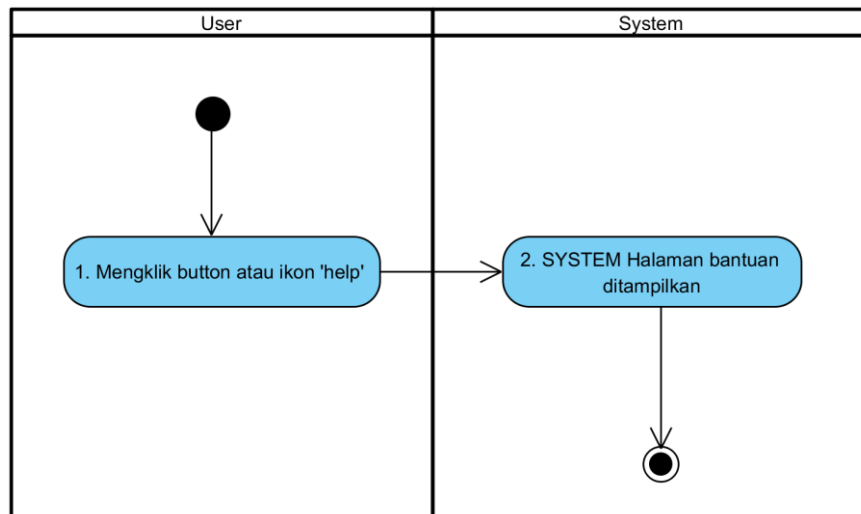 User
System
1. Mengklik button atau ikon 'help'
2. SYSTEM Halaman bantuan
ditampilkan